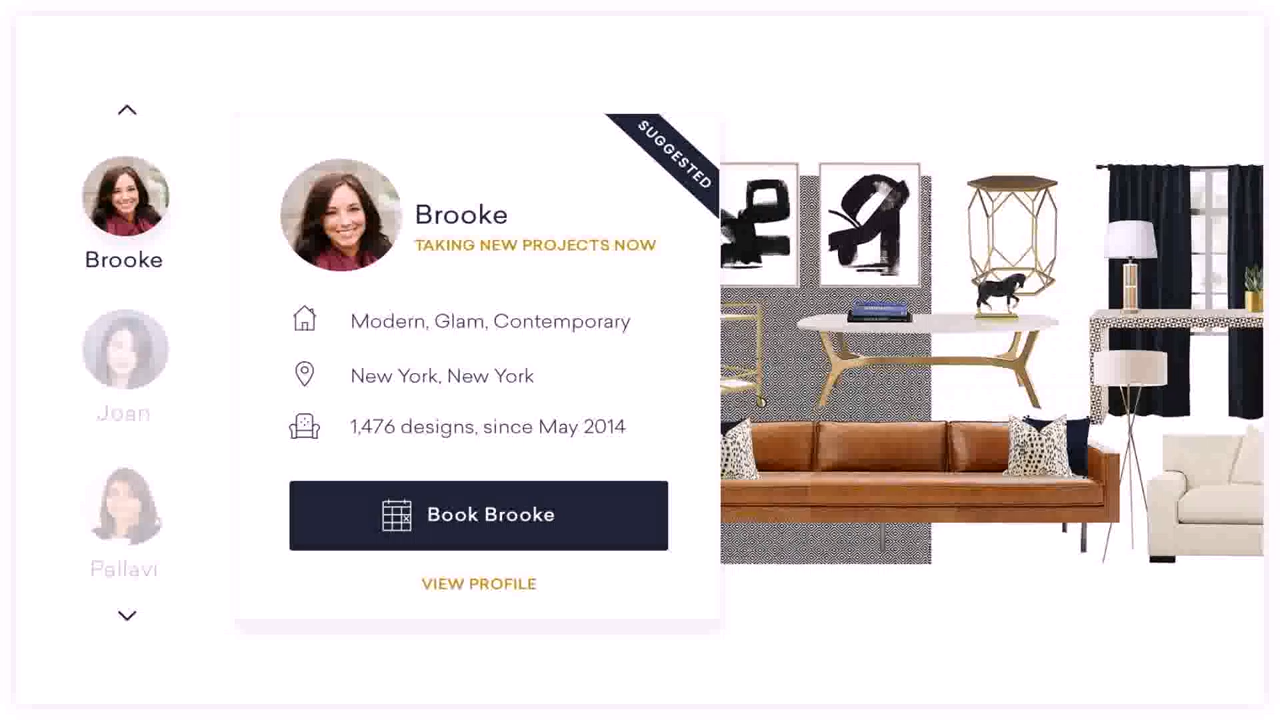 Brooke
Joan
Pallavi
SUGGESTED
Brooke
TAKING NEW PROJECTS NOW
Modern, Glam, Contemporary
New York, New York
1,476 designs, since May 2014
Book Brooke
VIEW PROFILE